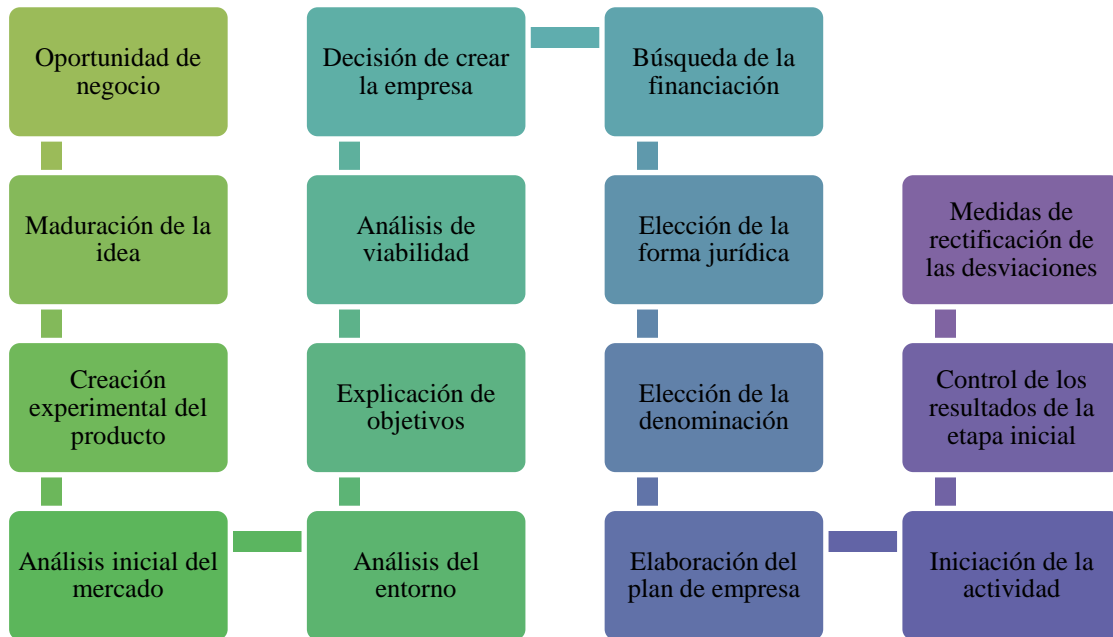 Oportunidad de
negocio
Maduración de la
idea
Creación
experimental del
producto
Análisis inicial del
mercado
Análisis del
entorno
Explicación de
objetivos
Análisis de
viabilidad
Decisión de crear
la empresa
Búsqueda de la
financiación
Elección de la
forma jurídica
Elección de la
denominación
Elaboración del
plan de empresa
Iniciación de la
actividad
Control de los
resultados de la
etapa inicial
Medidas de
rectificación de
las desviaciones